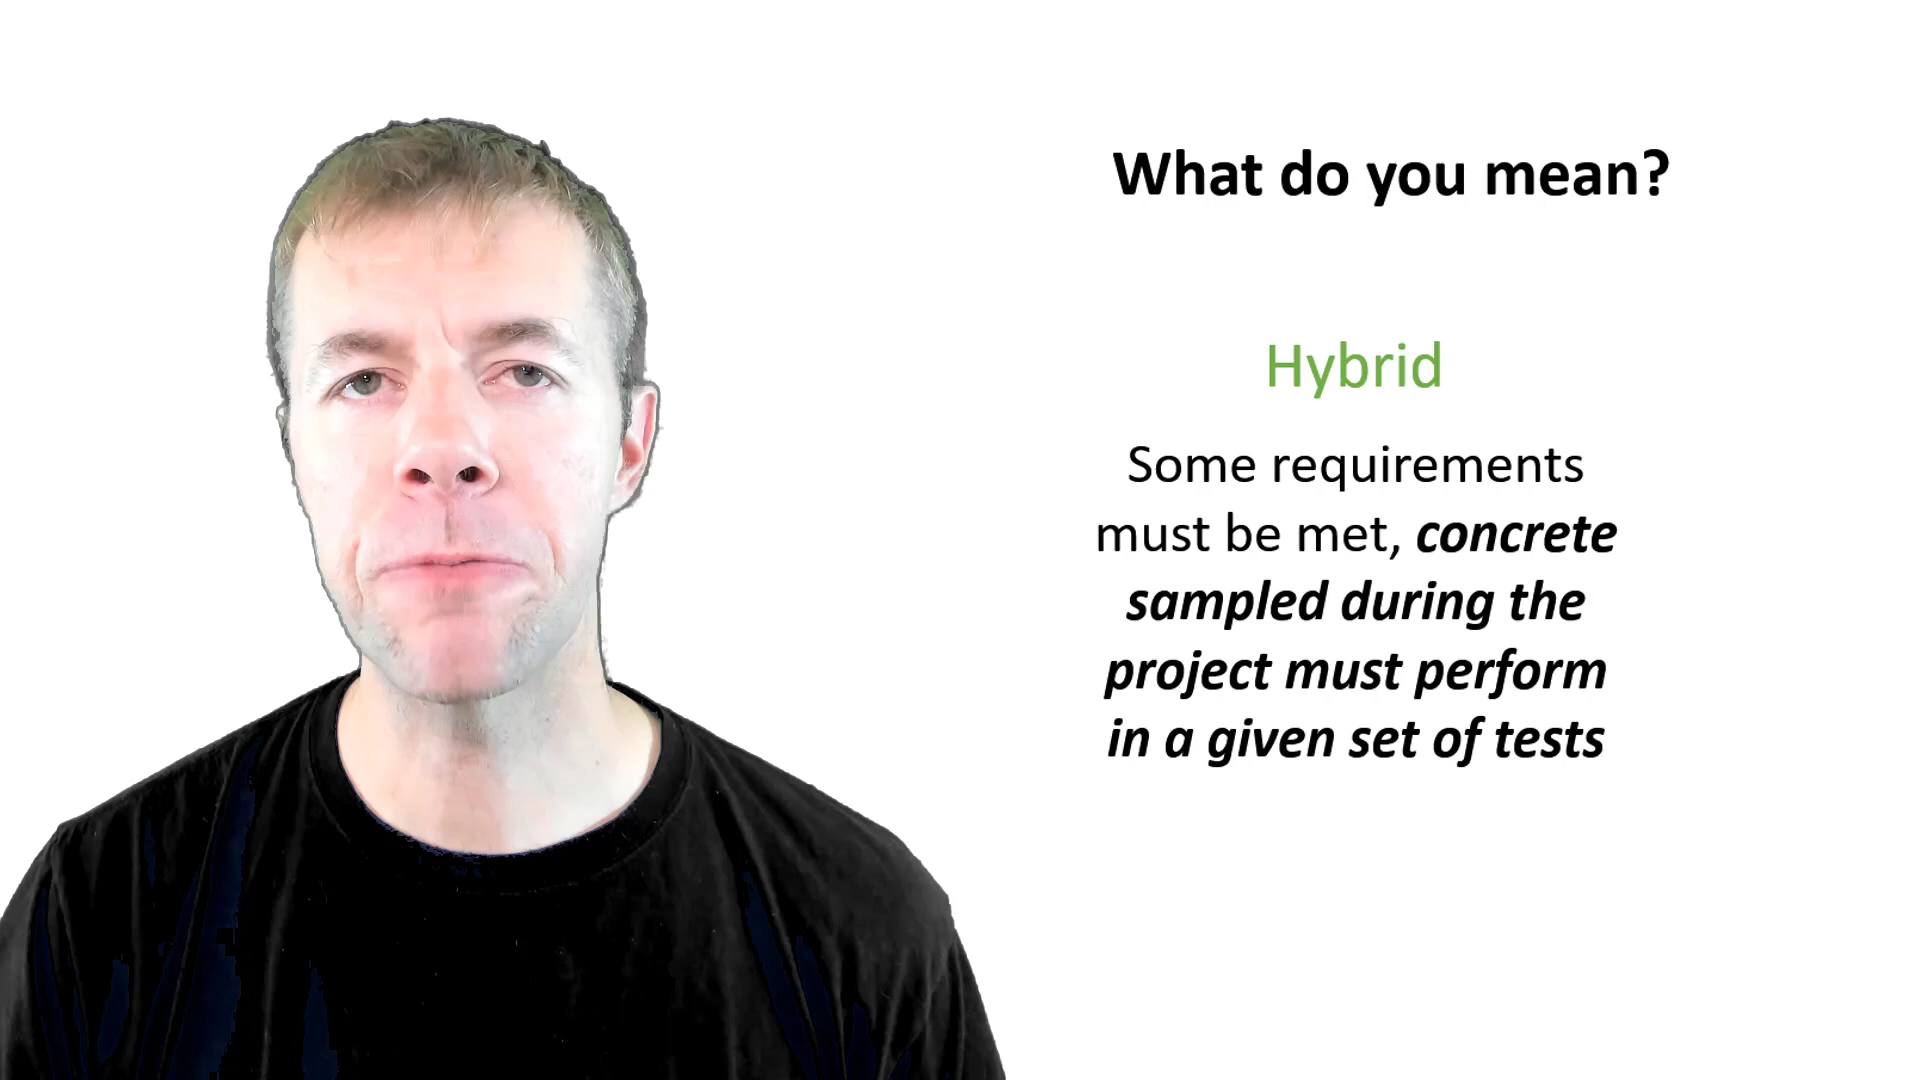 What do you mean?
Hybrid
Some requirements
must be met, concrete
sampled during the
project must perform
in a given set of tests